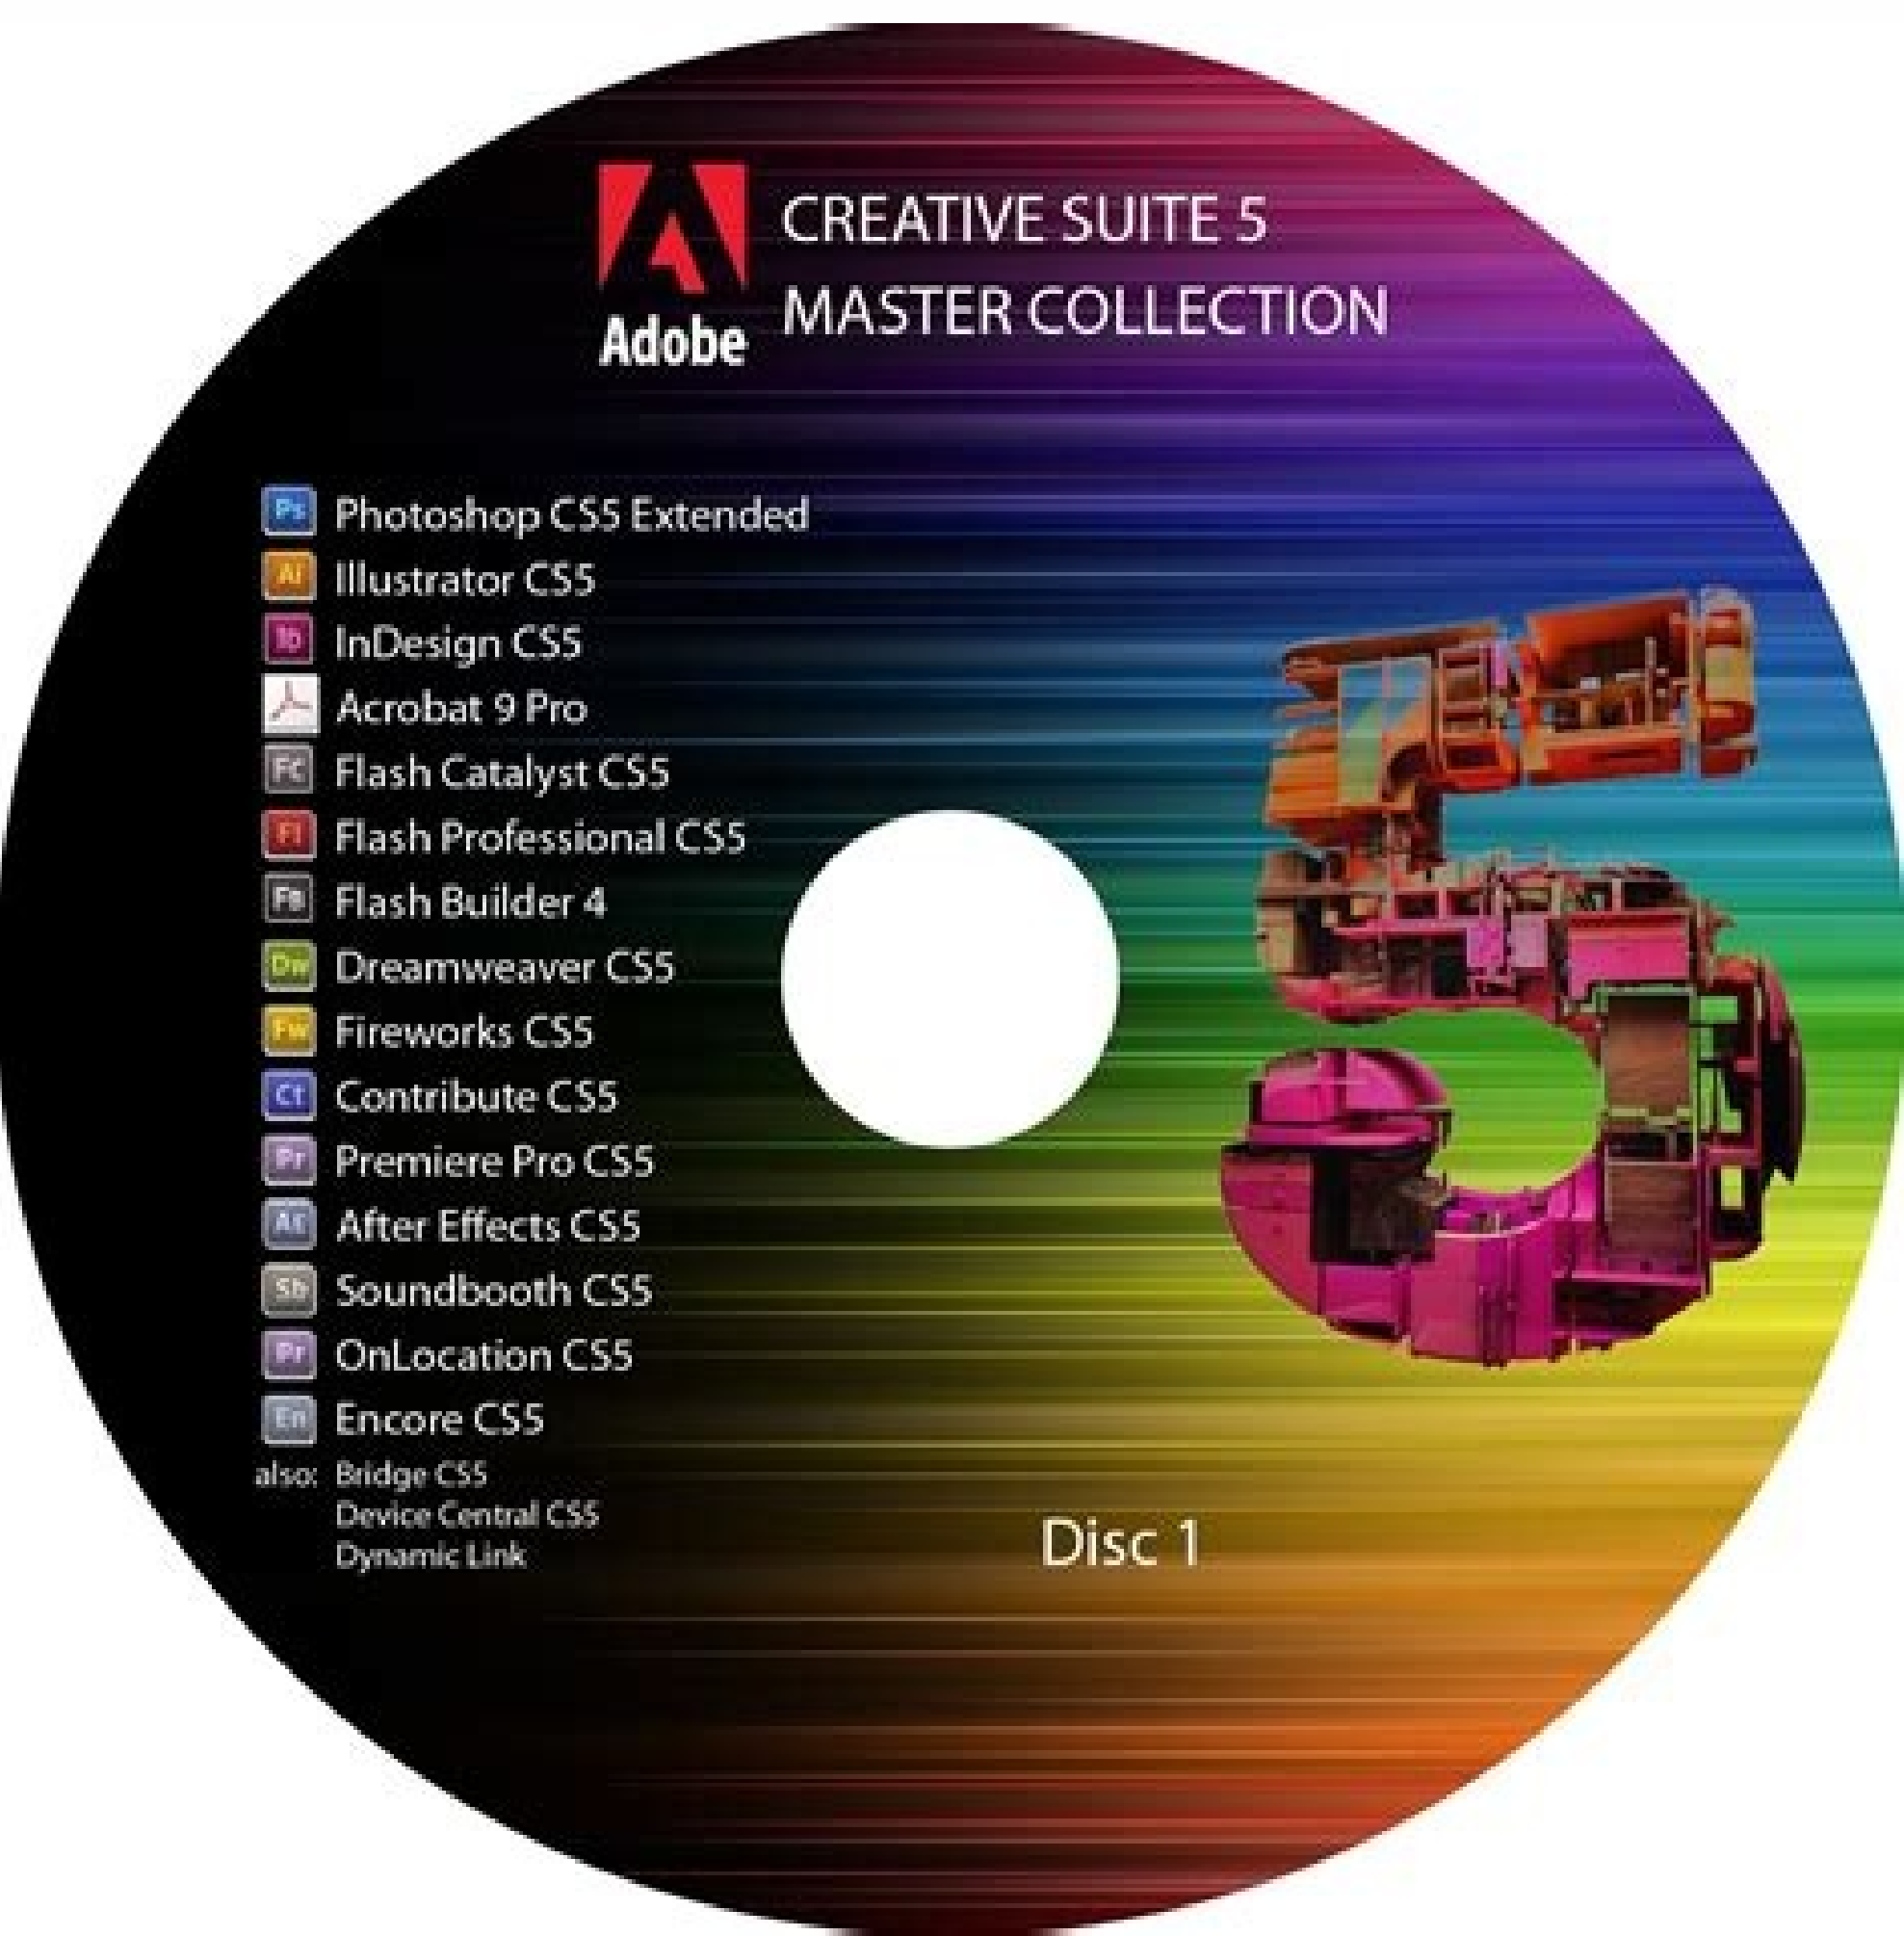 Adobe
CREATIVE SUITE 5
MASTER COLLECTION
Ps Photoshop CS5 Extended
Ai Illustrator CS5
InDesign CS5
Acrobat 9 Pro
FC Flash Catalyst CS5
Fl Flash Professional CS5
FB Flash Builder 4
Dw Dreamweaver CS5
Fw Fireworks CS5
Ct Contribute CS5
Pr Premiere Pro CS5
Ae After Effects CS5
Sb Soundbooth CS5
Pr OnLocation CS5
En Encore CS5
also: Bridge CS5
Device Central CS5
Dynamic Link
5
Disc 1